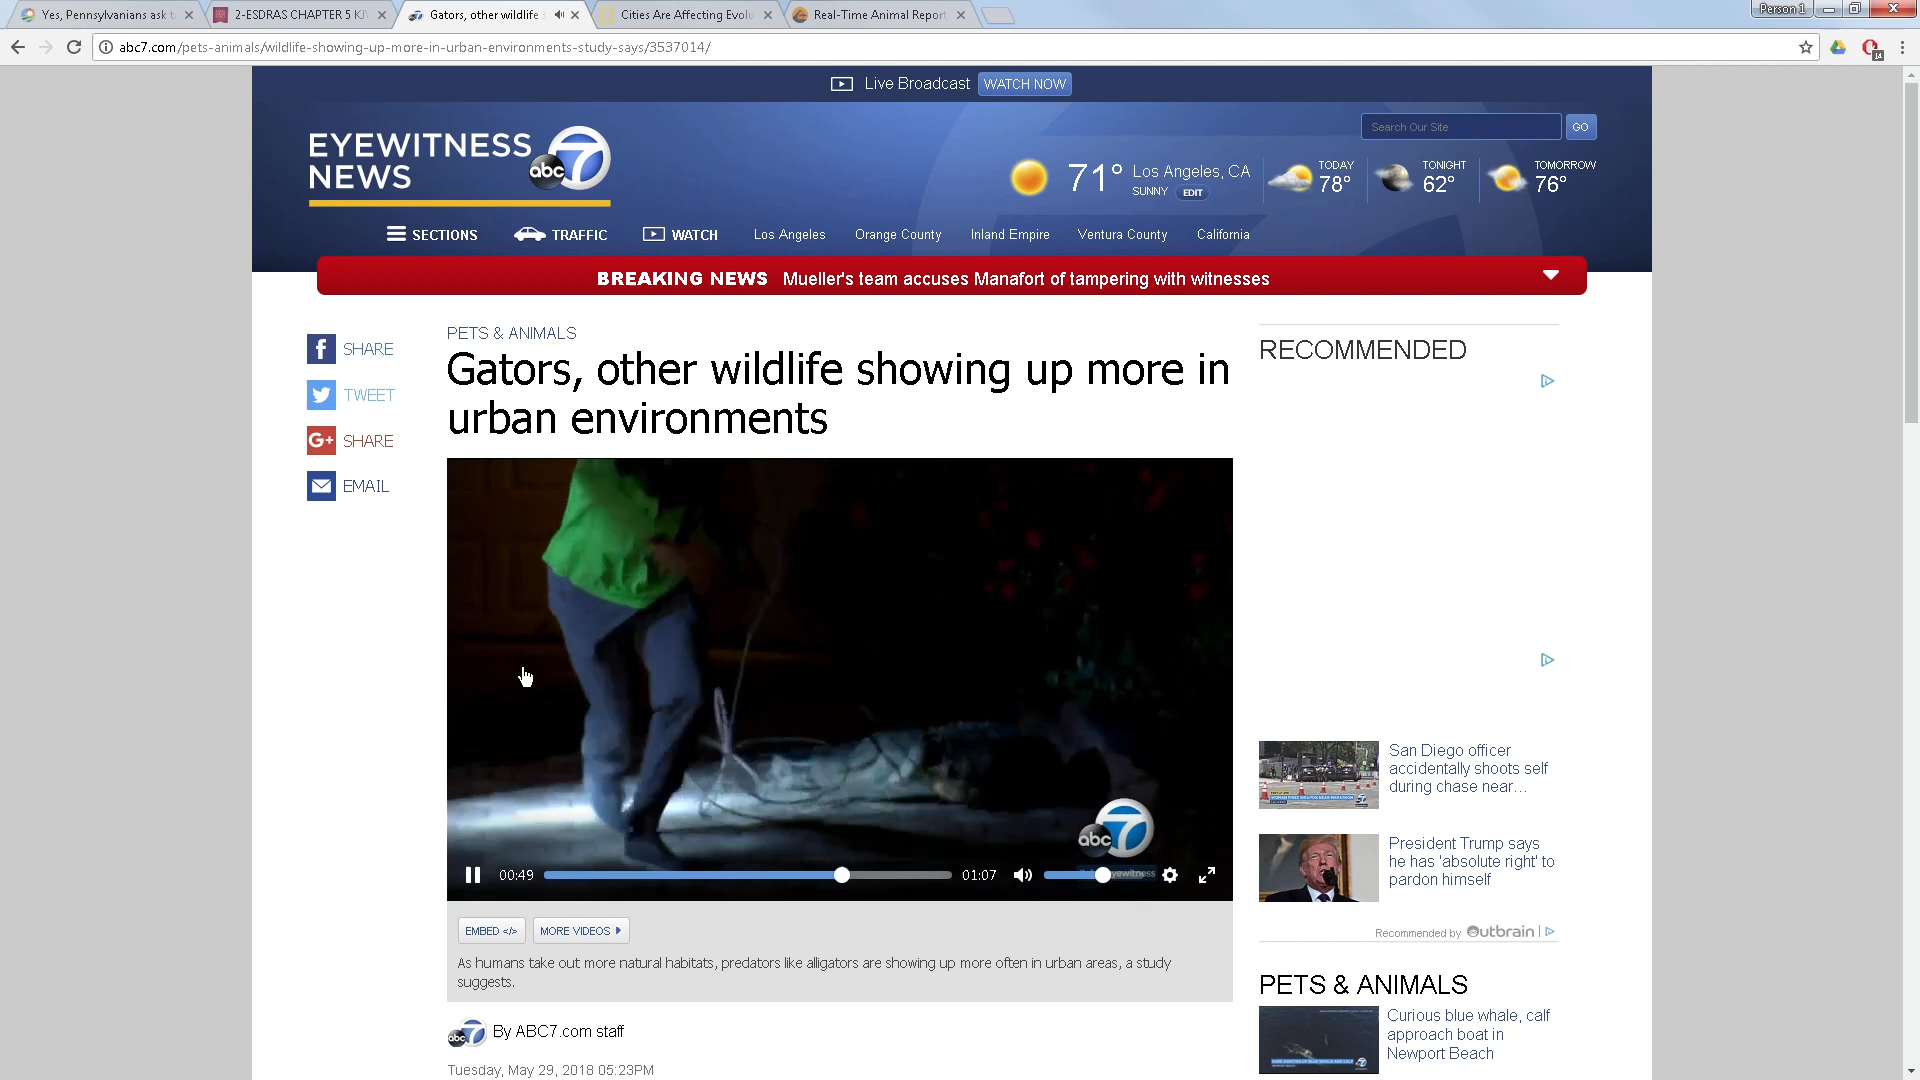 Yes, Pennsylvanians ask t
2-ESDRAS CHAPTER 5 KJV
Gators, other wildlife s
Cities Are Affecting Evolu
Real-Time Animal Report
Person 1
abc7.com/pets-animals/wildlife-showing-up-more-in-urban-environments-study-says/3537014/
14
Live Broadcast WATCH NOW
EYEWITNESS
NEWS
abc 7
Search Our Site GO
71° Los Angeles, CA
SUNNY EDIT
TODAY
78°
TONIGHT
62°
TOMORROW
76°
SECTIONS TRAFFIC WATCH Los Angeles Orange County Inland Empire Ventura County California
BREAKING NEWS Mueller's team accuses Manafort of tampering with witnesses
SHARE
TWEET
SHARE
EMAIL
PETS & ANIMALS
Gators, other wildlife showing up more in
urban environments
abc 7
eyewitness
00:49 01:07
EMBED </> MORE VIDEOS
As humans take out more natural habitats, predators like alligators are showing up more often in urban areas, a study
suggests.
abc 7 By ABC7.com staff
Tuesday, May 29, 2018 05:23PM
RECOMMENDED
San Diego officer
accidentally shoots self
during chase near...
President Trump says
he has 'absolute right' to
pardon himself
Recommended by Outbrain
PETS & ANIMALS
Curious blue whale, calf
approach boat in
Newport Beach